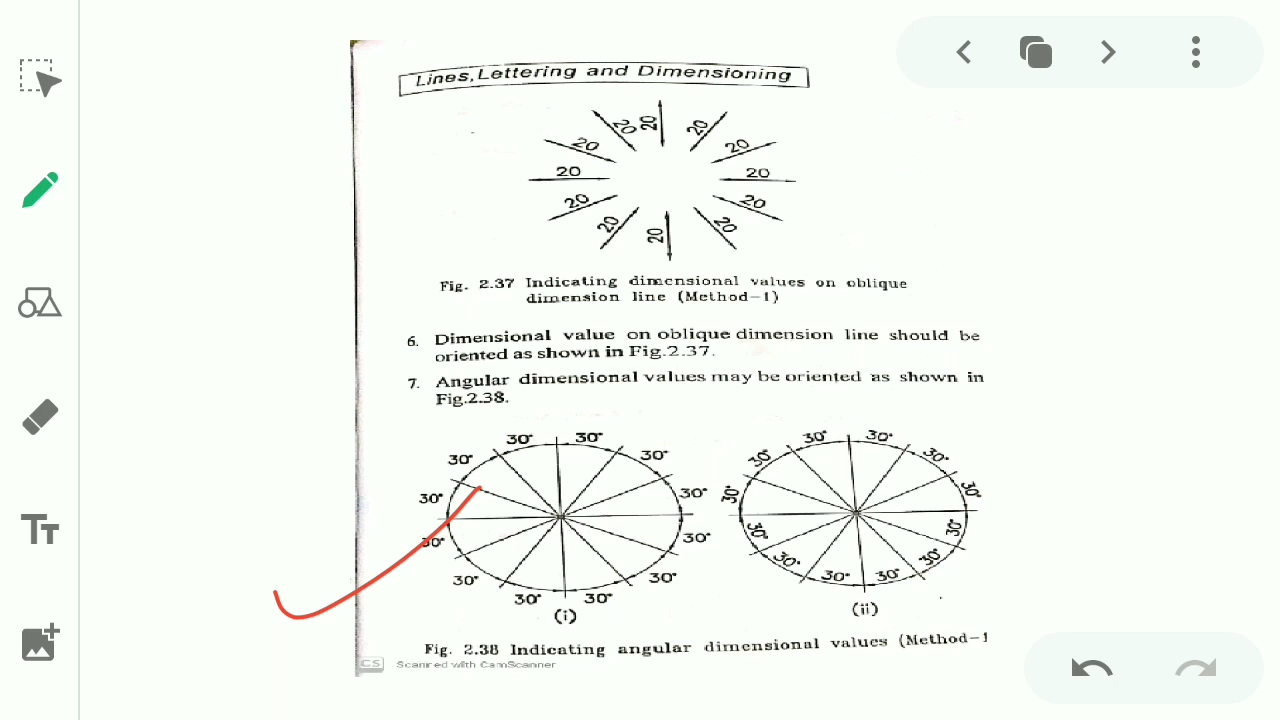 Lines, Lettering and Dimensioning
20 20 20
20 20
20 20
20 20
20 20 20
Fig. 2.37 Indicating dimensional values on oblique
dimension line (Method-1)
6. Dimensional value on oblique dimension line should be
oriented as shown in Fig.2.37.
7. Angular dimensional values may be oriented as shown in
Fig.2.38.
30° 30° 30° 30°
30° 30° 30° 30°
30° 30° 30° 30°
30° 30° 30° 30°
30° 30° 30° 30°
30° 30° 30° 30°
(i) (ii)
Fig. 2.38 Indicating angular dimensional values (Method-1
CS Scanned with CamScanner
TT